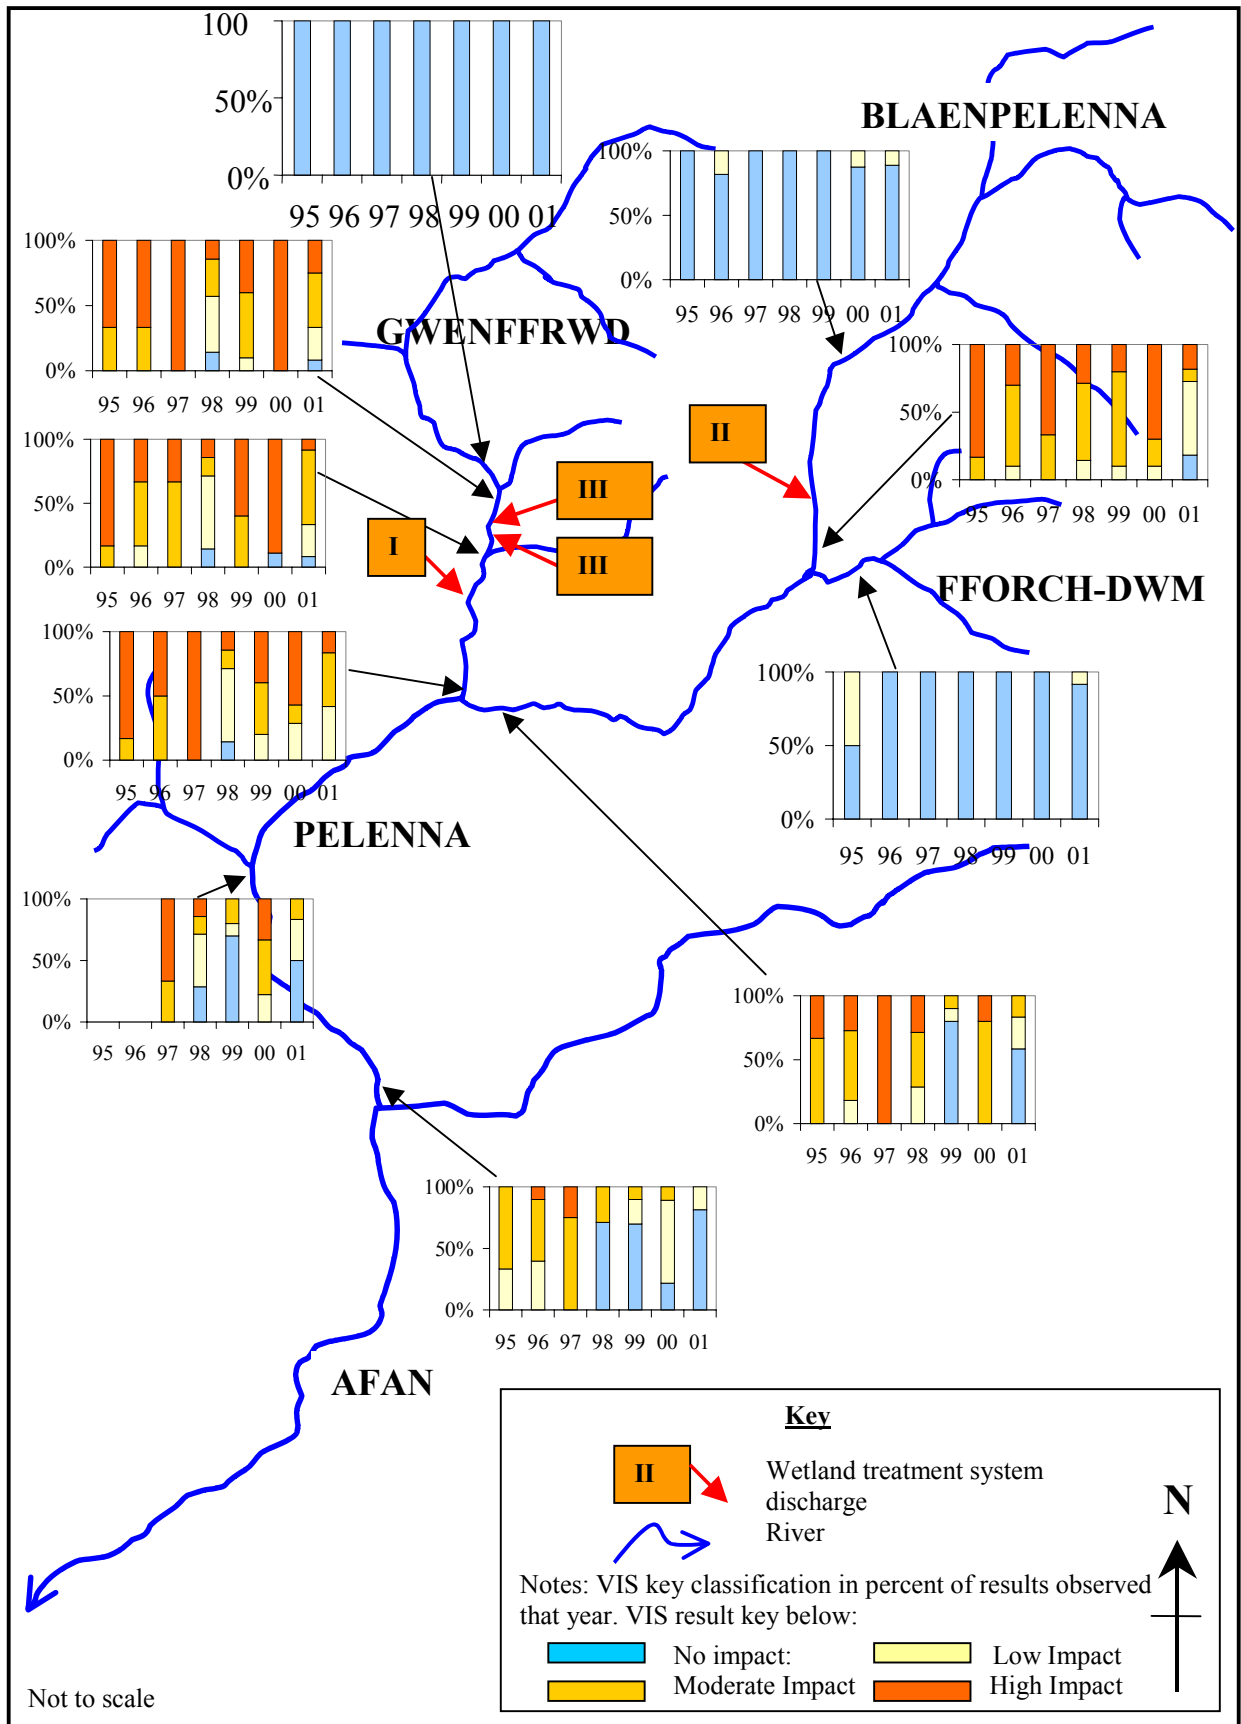 100
50%
0%
95 96 97 98 99 00 01
BLAENPELENNA
100%
50%
0%
95 96 97 98 99 00 01
100%
50%
0%
95 96 97 98 99 00 01
GWENFFRWD
100%
50%
0%
95 96 97 98 99 00 01
II
100%
50%
0%
95 96 97 98 99 00 01
III
I
III
FFORCH-DWM
100%
50%
0%
95 96 97 98 99 00 01
100%
50%
0%
95 96 97 98 99 00 01
PELENNA
100%
50%
0%
95 96 97 98 99 00 01
100%
50%
0%
95 96 97 98 99 00 01
100%
50%
0%
95 96 97 98 99 00 01
AFAN
Key
II
Wetland treatment system
discharge
River
N
Notes: VIS key classification in percent of results observed
that year. VIS result key below:
No impact:
Low Impact
Moderate Impact
High Impact
Not to scale